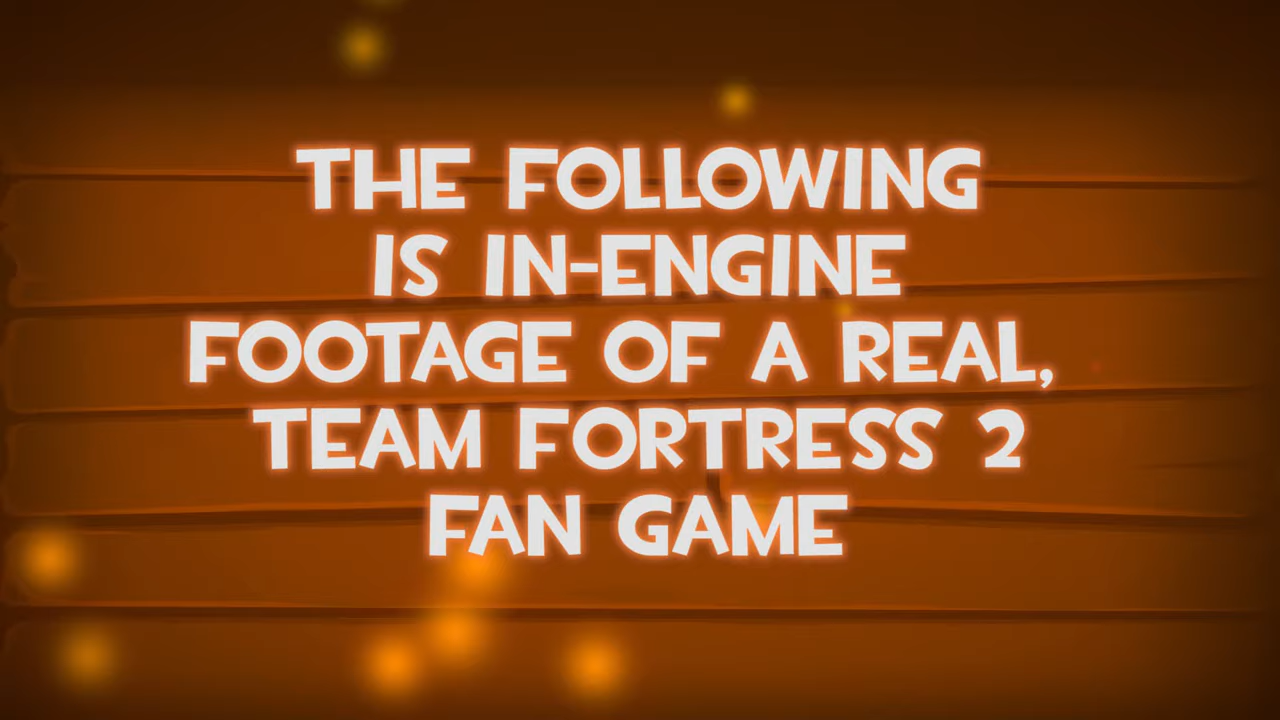 THE FOLLOWING
IS IN-ENGINE
FOOTAGE OF A REAL,
TEAM FORTRESS 2
FAN GAME